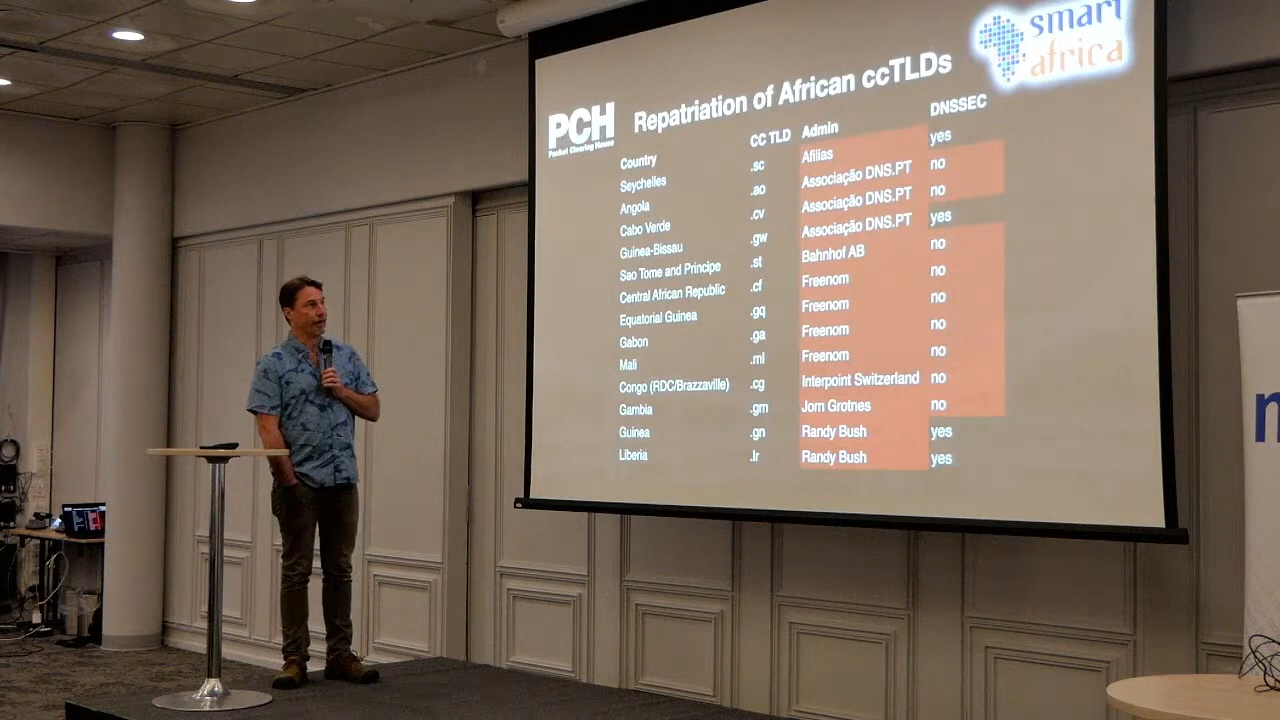 smart
africa
PCH
Packet Clearing House
Repatriation of African ccTLDs
Country CC TLD Admin DNSSEC
Seychelles .sc Afilias yes
Angola .ao Associação DNS.PT no
Cabo Verde .cv Associação DNS.PT no
Guinea-Bissau .gw Associação DNS.PT yes
Sao Tome and Principe .st Bahnhof AB no
Central African Republic .cf Freenom no
Equatorial Guinea .gq Freenom no
Gabon .ga Freenom no
Mali .ml Freenom no
Congo (RDC/Brazzaville) .cg Interpoint Switzerland no
Gambia .gm Jorn Grotnes no
Guinea .gn Randy Bush yes
Liberia .lr Randy Bush yes